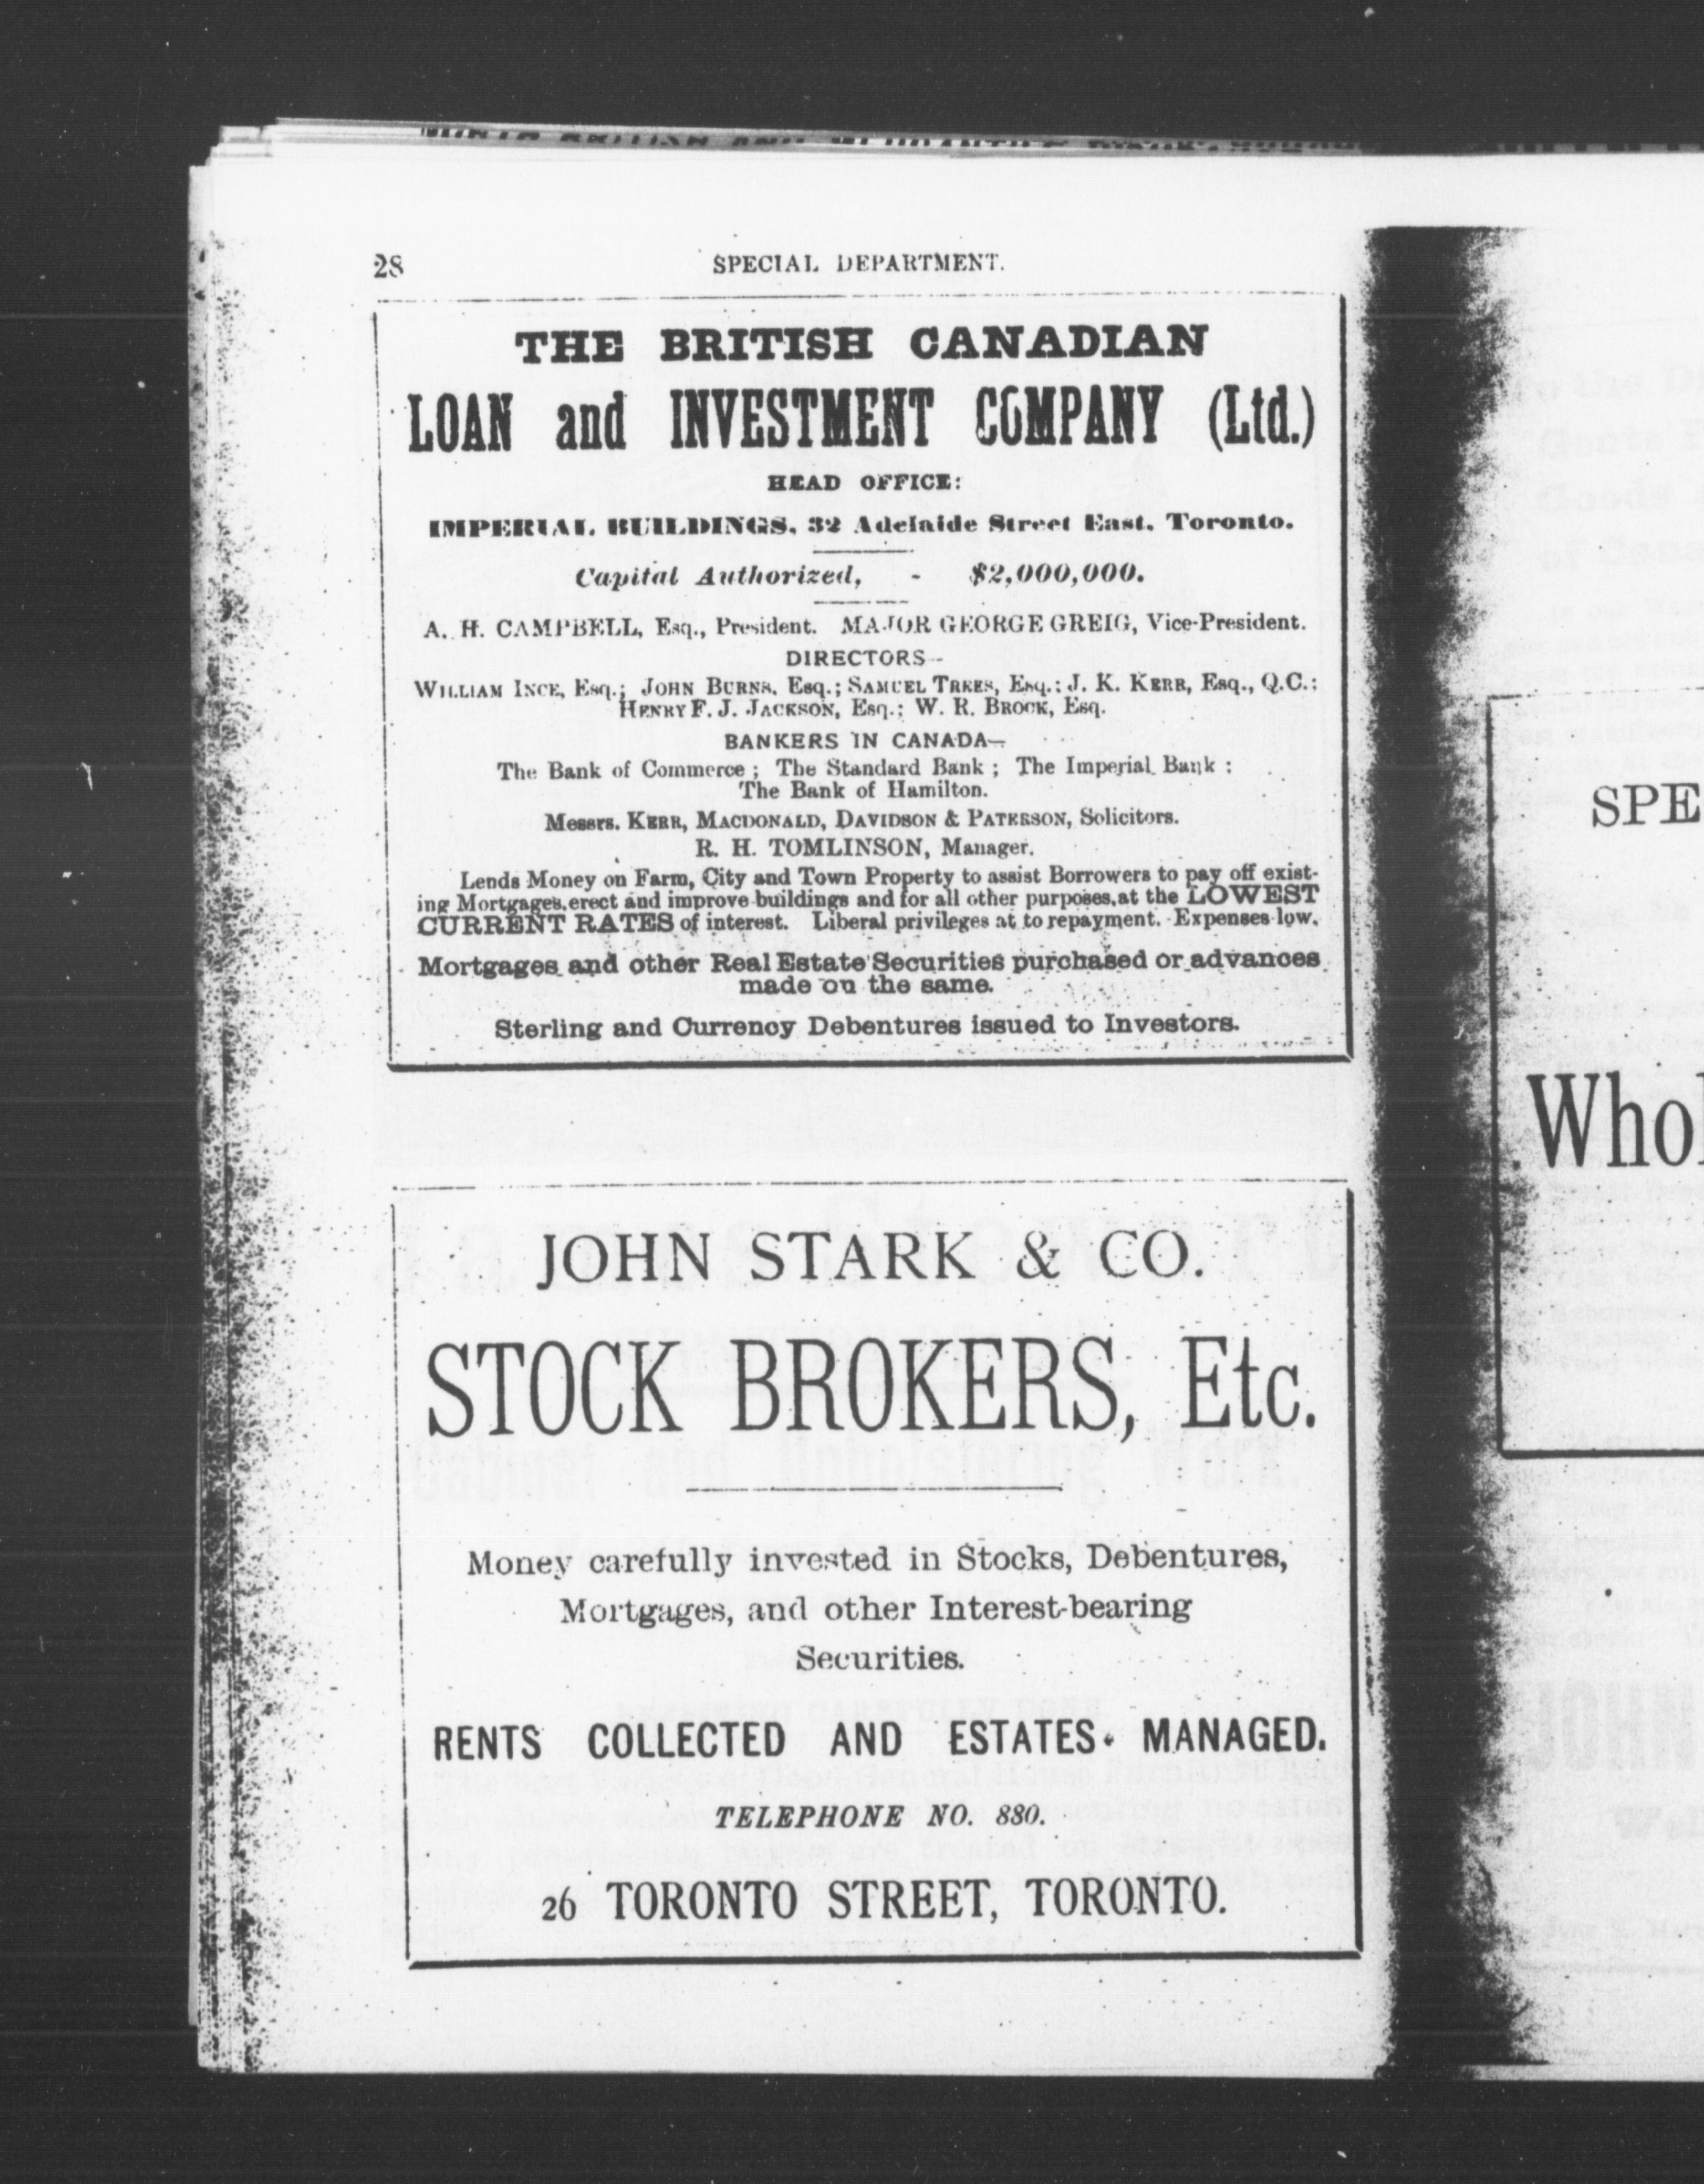 28
SPECIAL DEPARTMENT.
THE BRITISH CANADIAN
LOAN and INVESTMENT COMPANY (Ltd.)
HEAD OFFICE:
IMPERIAL BUILDINGS, 32 Adelaide Street East, Toronto.
Capital Authorized, - $2,000,000.
A. H. CAMPBELL, Esq., President. MAJOR GEORGE GREIG, Vice-President.
DIRECTORS--
WILLIAM INCE, Esq.; JOHN BURNS, Esq.; SAMUEL TREES, Esq.; J. K. KERR, Esq., Q.C.;
HENRY F. J. JACKSON, Esq.; W. R. BROCK, Esq.
BANKERS IN CANADA—
The Bank of Commerce; The Standard Bank; The Imperial Bank:
The Bank of Hamilton.
Messrs. KERR, MACDONALD, DAVIDSON & PATERSON, Solicitors.
R. H. TOMLINSON, Manager.
Lends Money on Farm, City and Town Property to assist Borrowers to pay off exist-
ing Mortgages, erect and improve buildings and for all other purposes, at the LOWEST
CURRENT RATES of interest. Liberal privileges at to repayment. Expenses low.
Mortgages and other Real Estate Securities purchased or advances
made on the same.
Sterling and Currency Debentures issued to Investors.
JOHN STARK & CO.
STOCK BROKERS, Etc.
Money carefully invested in Stocks, Debentures,
Mortgages, and other Interest-bearing
Securities.
RENTS COLLECTED AND ESTATES MANAGED.
TELEPHONE NO. 880.
26 TORONTO STREET, TORONTO.
SPE
Whol